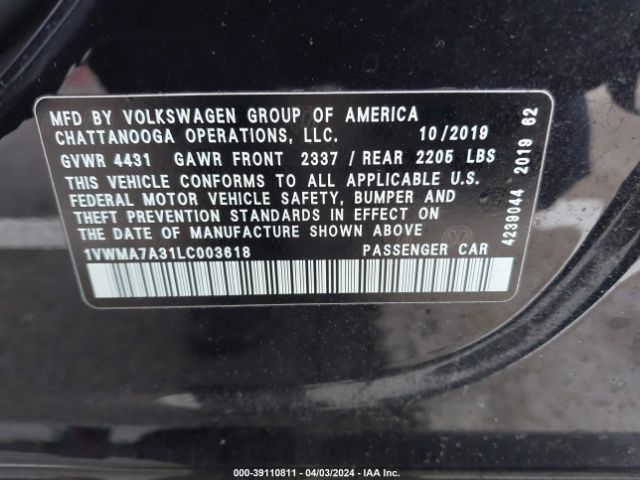 MFD BY VOLKSWAGEN GROUP OF AMERICA
CHATTANOOGA OPERATIONS, LLC. 10/2019
GVWR 4431 GAWR FRONT 2337 / REAR 2205 LBS
THIS VEHICLE CONFORMS TO ALL APPLICABLE U.S.
FEDERAL MOTOR VEHICLE SAFETY, BUMPER AND
THEFT PREVENTION STANDARDS IN EFFECT ON
THE DATE OF MANUFACTURE SHOWN ABOVE.
1VWMA7A31LC003618 PASSENGER CAR
4239044 2019 62
000-39110811 - 04/03/2024 - IAA Inc.